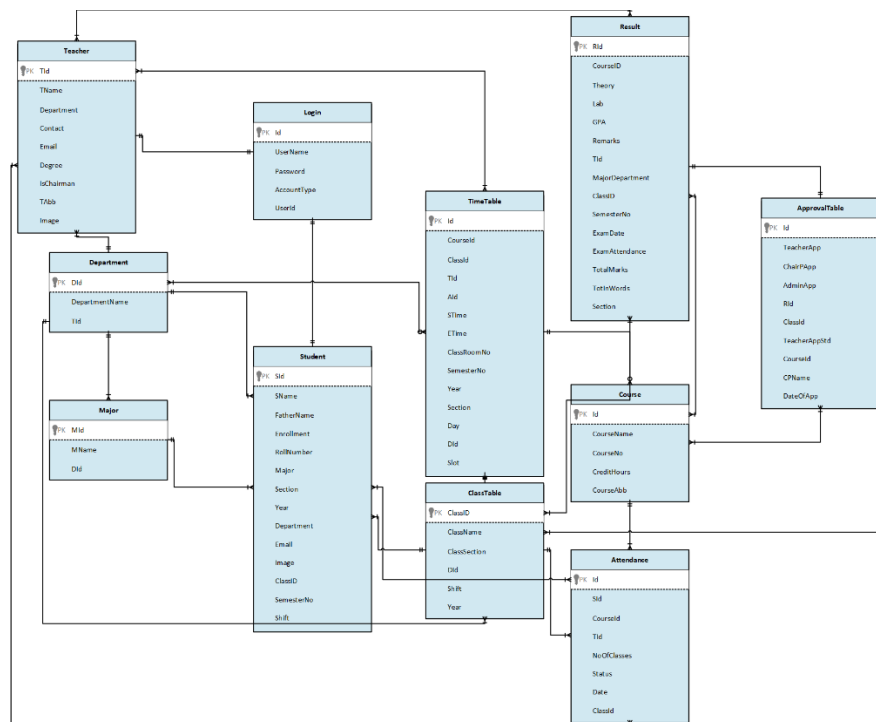 Teacher
PK TId
TName
Department
Contact
Email
Degree
IsChairman
TAbb
Image
Login
PK Id
UserName
Password
AccountType
UserId
Result
PK RId
CourseID
Theory
Lab
GPA
Remarks
Tid
MajorDepartment
ClassID
SemesterNo
ExamDate
ExamAttendance
TotalMarks
TotInWords
Section
ApprovalTable
PK Id
TeacherApp
ChairPApp
AdminApp
RId
ClassId
TeacherAppStd
CourseId
CPName
DateOfApp
TimeTable
PK Id
CourseId
ClassId
TId
AId
STime
ETime
ClassRoomNo
SemesterNo
Year
Section
Day
DId
Slot
Department
PK DId
DepartmentName
TId
Major
PK MId
MName
DId
Student
PK Sid
SName
FatherName
Enrollment
RollNumber
Major
Section
Year
Department
Email
Image
ClassID
SemesterNo
Shift
Course
PK Id
CourseName
CourseNo
CreditHours
CourseAbb
ClassTable
PK ClassID
ClassName
ClassSection
DId
Shift
Year
Attendance
PK Id
Sid
CourseId
TId
NoOfClasses
Status
Date
ClassId